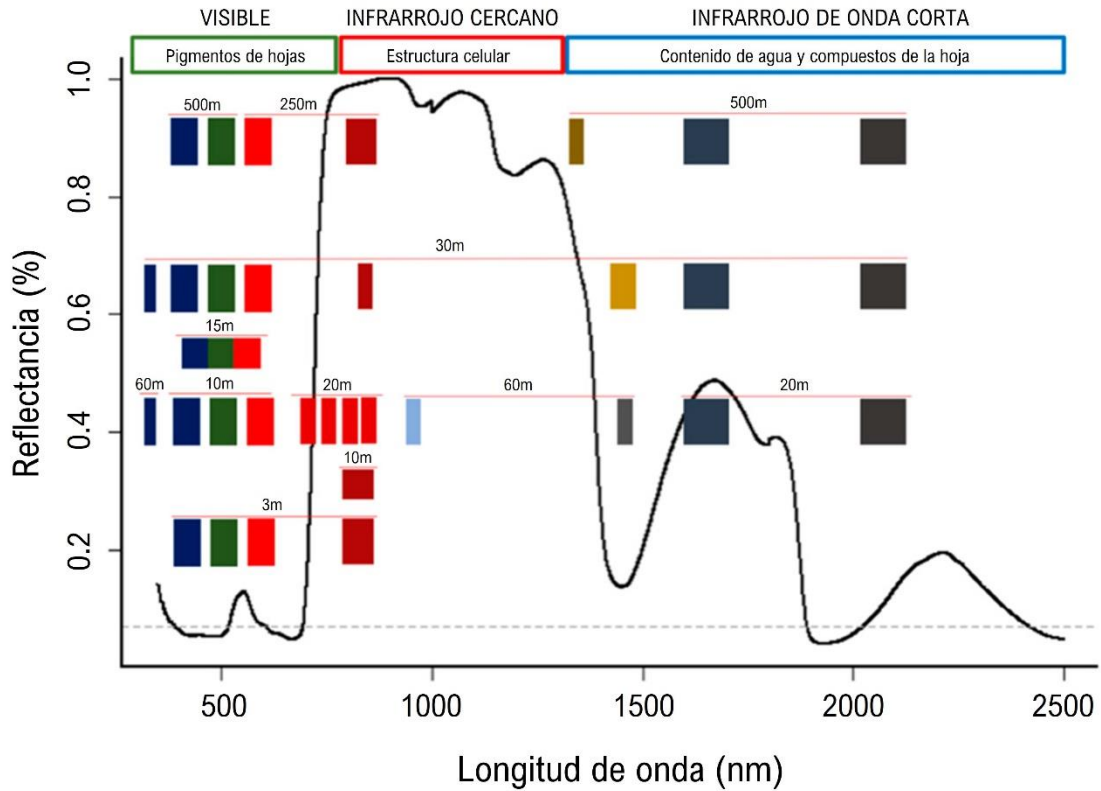 VISIBLE
INFRARROJO CERCANO
INFRARROJO DE ONDA CORTA
Pigmentos de hojas
Estructura celular
Contenido de agua y compuestos de la hoja
1.0
0.8
0.6
0.4
0.2
Reflectancia (%)
500m
250m
500m
30m
15m
60m
10m
20m
60m
20m
10m
3m
500
1000
1500
2000
2500
Longitud de onda (nm)